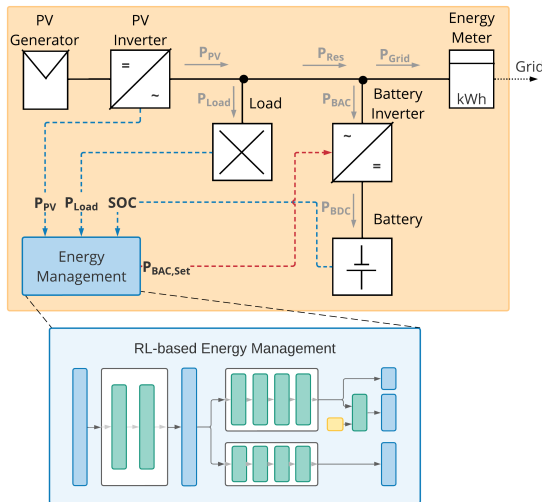 PV
Generator
PV
Inverter
Energy
Meter
=
~
P_PV
P_Res
P_Grid
Grid
kWh
P_Load
Load
P_BAC
Battery
Inverter
~
=
P_PV
P_Load
SOC
P_BDC
Battery
Energy
Management
P_BAC,Set
RL-based Energy Management